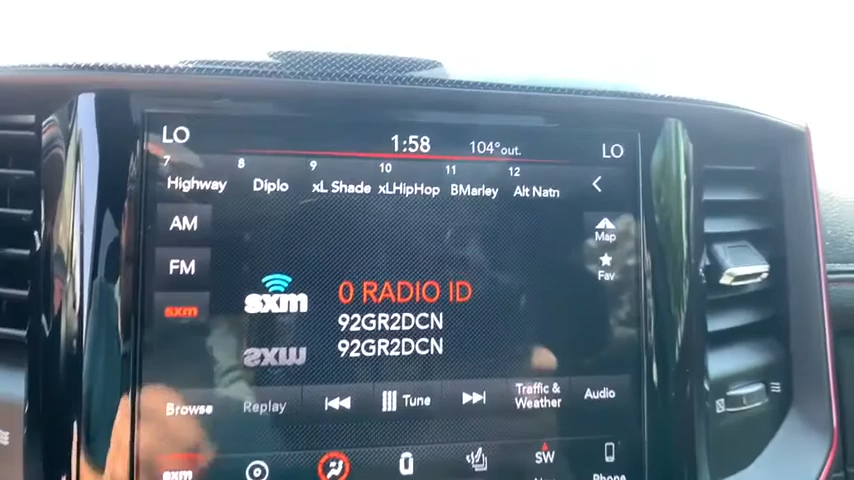 LO 1:58 104° out. LO
7 8 9 10 11 12
Highway Diplo xL Shade xLHipHop BMarley Alt Natn
AM
Map
FM
Fav
sxm
sxm
0 RADIO ID
92GR2DCN
92GR2DCN
Browse Replay Tune Traffic & Weather Audio
sxm SW Phone